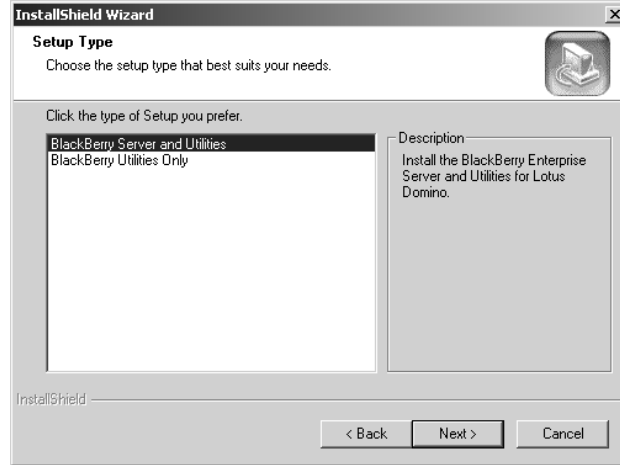 InstallShield Wizard
Setup Type
Choose the setup type that best suits your needs.
Click the type of Setup you prefer.
BlackBerry Server and Utilities
BlackBerry Utilities Only
Description
Install the BlackBerry Enterprise
Server and Utilities for Lotus
Domino.
InstallShield
< Back
Next >
Cancel